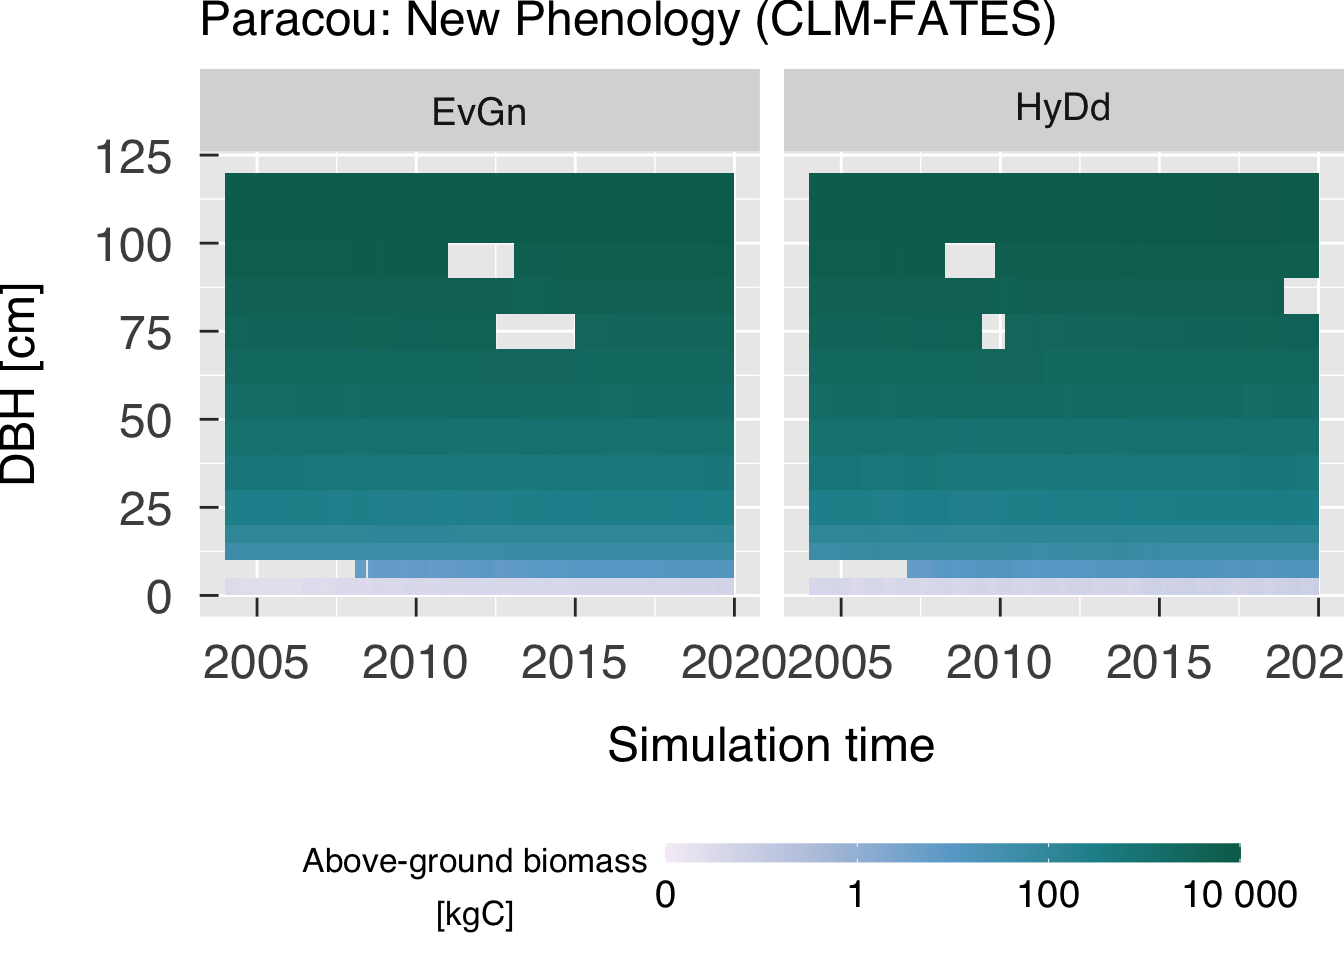 Paracou: New Phenology (CLM-FATES)
EvGn
HyDd
DBH [cm]
125
100
75
50
25
0
2005 2010 2015 2020
2005 2010 2015 202
Simulation time
Above-ground biomass
[kgC]
0 1 100 10 000